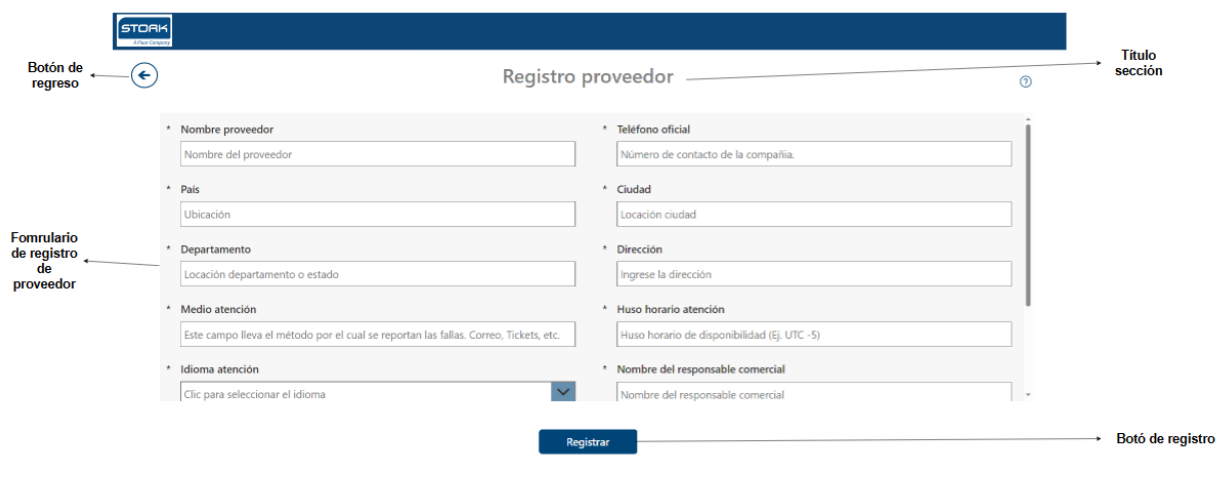 STORK
A Fluor Company
Botón de
regreso
Registro proveedor
Título
sección
?
* Nombre proveedor
Nombre del proveedor
* Teléfono oficial
Número de contacto de la compañia.
* País
Ubicación
* Ciudad
Locación ciudad
Fomrulario
de registro
de
proveedor
* Departamento
Locación departamento o estado
* Dirección
Ingrese la dirección
* Medio atención
Este campo lleva el método por el cual se reportan las fallas. Correo, Tickets, etc.
* Huso horario atención
Huso horario de disponibilidad (Ej. UTC -5)
* Idioma atención
Clic para seleccionar el idioma
* Nombre del responsable comercial
Nombre del responsable comercial
Registrar
Botó de registro